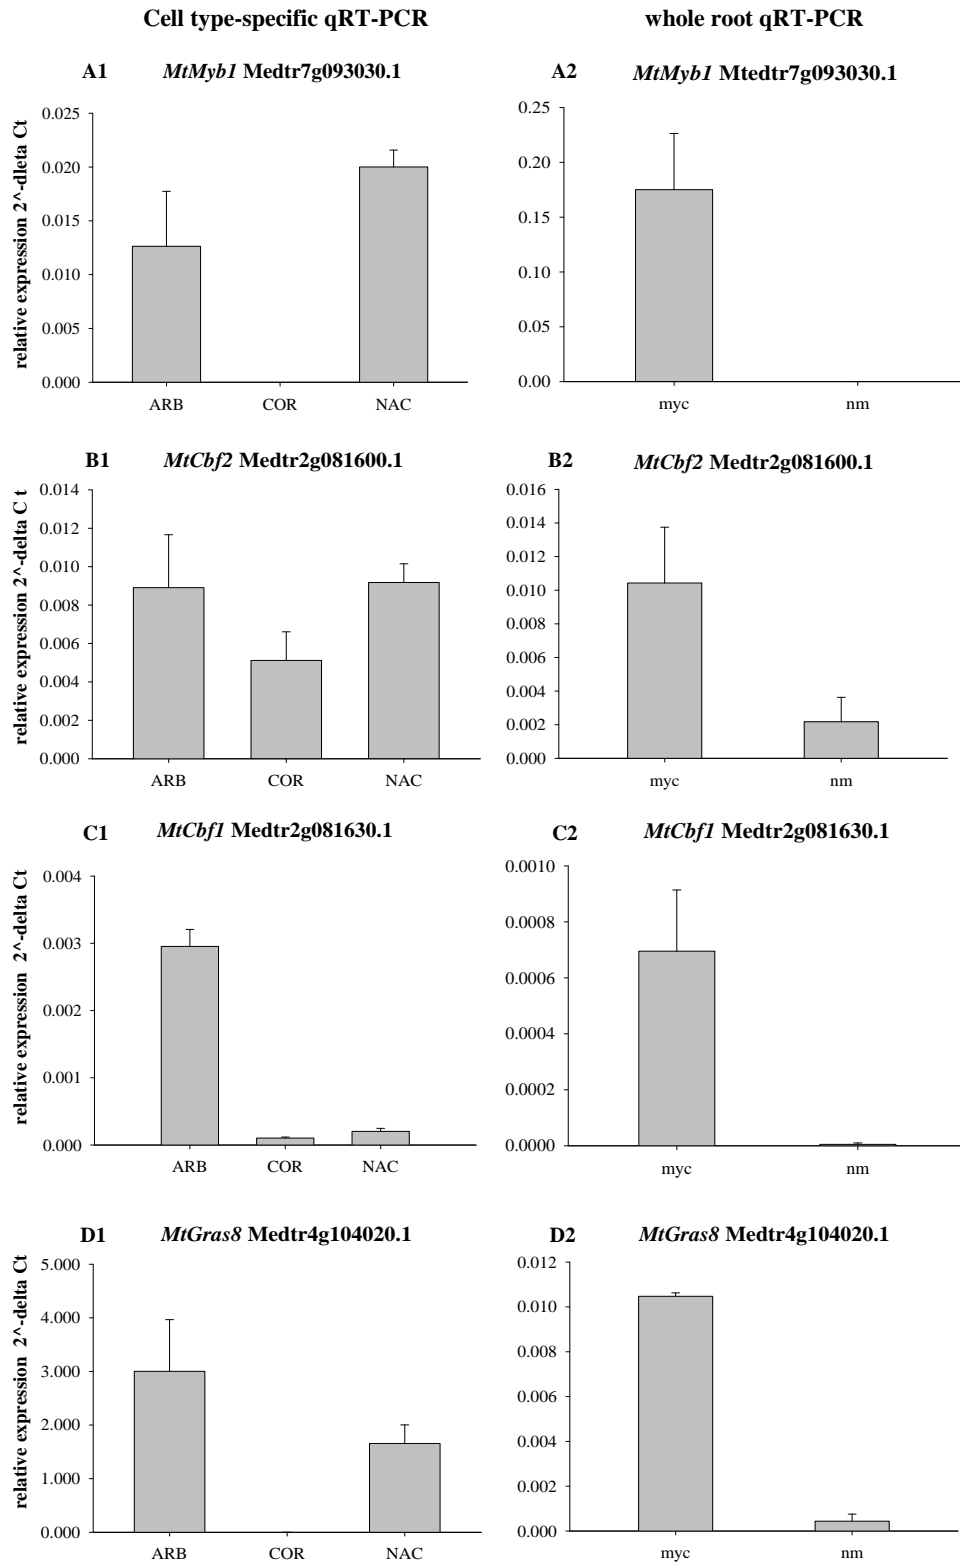 Cell type-specific qRT-PCR
whole root qRT-PCR
A1 MtMyb1 Medtr7g093030.1
relative expression 2^-dleta Ct
0.025
0.020
0.015
0.010
0.005
0.000
ARB COR NAC
A2 MtMyb1 Mtedtr7g093030.1
0.25
0.20
0.15
0.10
0.05
0.00
myc nm
B1 MtCbf2 Medtr2g081600.1
relative expression 2^-delta C t
0.014
0.012
0.010
0.008
0.006
0.004
0.002
0.000
ARB COR NAC
B2 MtCbf2 Medtr2g081600.1
0.016
0.014
0.012
0.010
0.008
0.006
0.004
0.002
0.000
myc nm
C1 MtCbf1 Medtr2g081630.1
relative expression 2^-delta Ct
0.004
0.003
0.002
0.001
0.000
ARB COR NAC
C2 MtCbf1 Medtr2g081630.1
0.0010
0.0008
0.0006
0.0004
0.0002
0.0000
myc nm
D1 MtGras8 Medtr4g104020.1
relative expression 2^-delta Ct
5.000
4.000
3.000
2.000
1.000
0.000
ARB COR NAC
D2 MtGras8 Medtr4g104020.1
0.012
0.010
0.008
0.006
0.004
0.002
0.000
myc nm